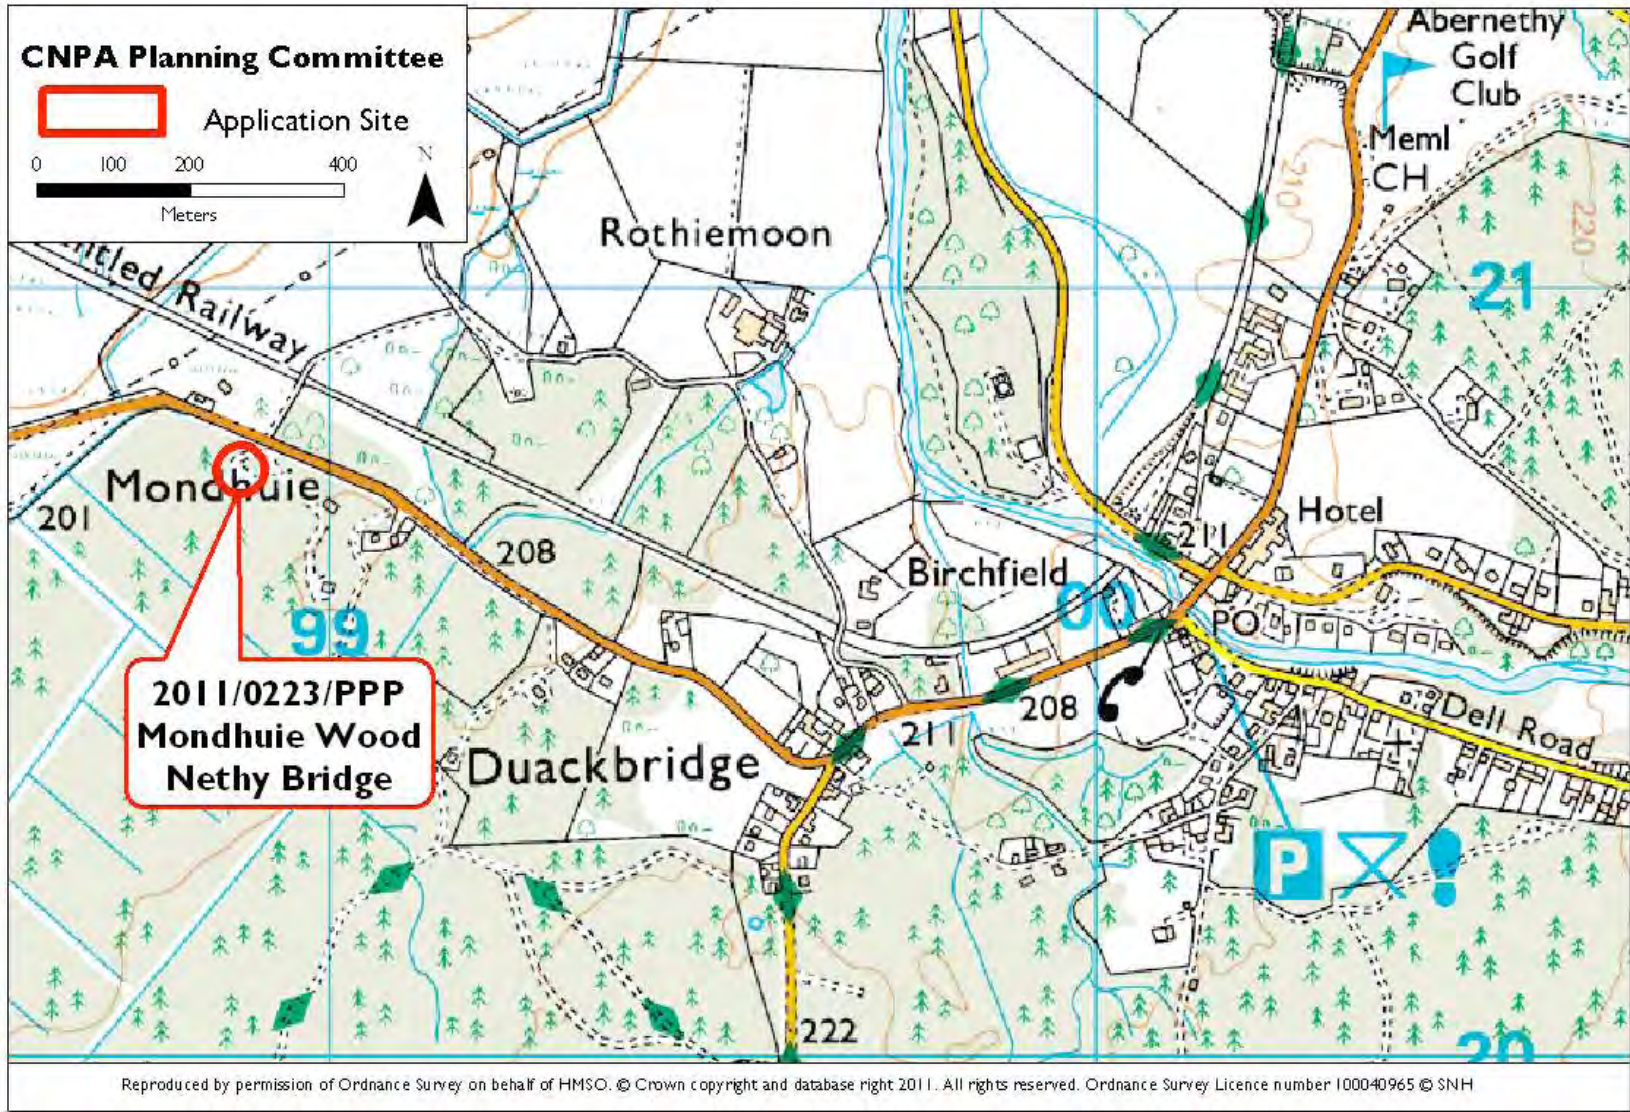 CNPA Planning Committee
Application Site
0 100 200 400
Meters
N
Abernethy
Golf
Club
Meml
CH
210
220
Rothiemoon
ntled Railway
21
Mondhuie
201
208
Hotel
211
Birchfield
00
99
PO
2011/0223/PPP
Mondhuie Wood
Nethy Bridge
208
211
Dell Road
Duackbridge
P
222
20
Reproduced by permission of Ordnance Survey on behalf of HMSO. © Crown copyright and database right 2011. All rights reserved. Ordnance Survey Licence number 100040965 © SNH